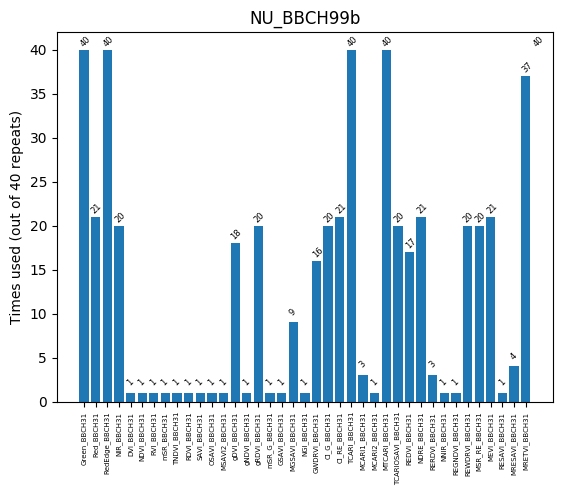 NU_BBCH99b
Times used (out of 40 repeats)
40
35
30
25
20
15
10
5
0
40 21 40 20 1 1 1 1 1 1 1 1 1 18 1 20 1 1 9 1 16 20 21 40 3 1 40 20 17 21 3 1 1 20 20 21 1 4 37 40
Green_BBCH31
Red_BBCH31
RedEdge_BBCH31
NIR_BBCH31
DVI_BBCH31
NDVI_BBCH31
RVI_BBCH31
mSR_BBCH31
TNDVI_BBCH31
RDVI_BBCH31
SAVI_BBCH31
OSAVI_BBCH31
MSAVI2_BBCH31
gDVI_BBCH31
gNDVI_BBCH31
gRDVI_BBCH31
mSR_G_BBCH31
GSAVI_BBCH31
MGSAVI_BBCH31
NGI_BBCH31
GWDRVI_BBCH31
CI_G_BBCH31
CI_RE_BBCH31
TCARI_BBCH31
MCARI1_BBCH31
MCARI2_BBCH31
MTCARI_BBCH31
TCARIOSAVI_BBCH31
REDVI_BBCH31
NDRE_BBCH31
RERDVI_BBCH31
NNIR_BBCH31
REGNDVI_BBCH31
REWDRVI_BBCH31
MSR_RE_BBCH31
MEVI_BBCH31
RESAVI_BBCH31
MRESAVI_BBCH31
MRETVI_BBCH31